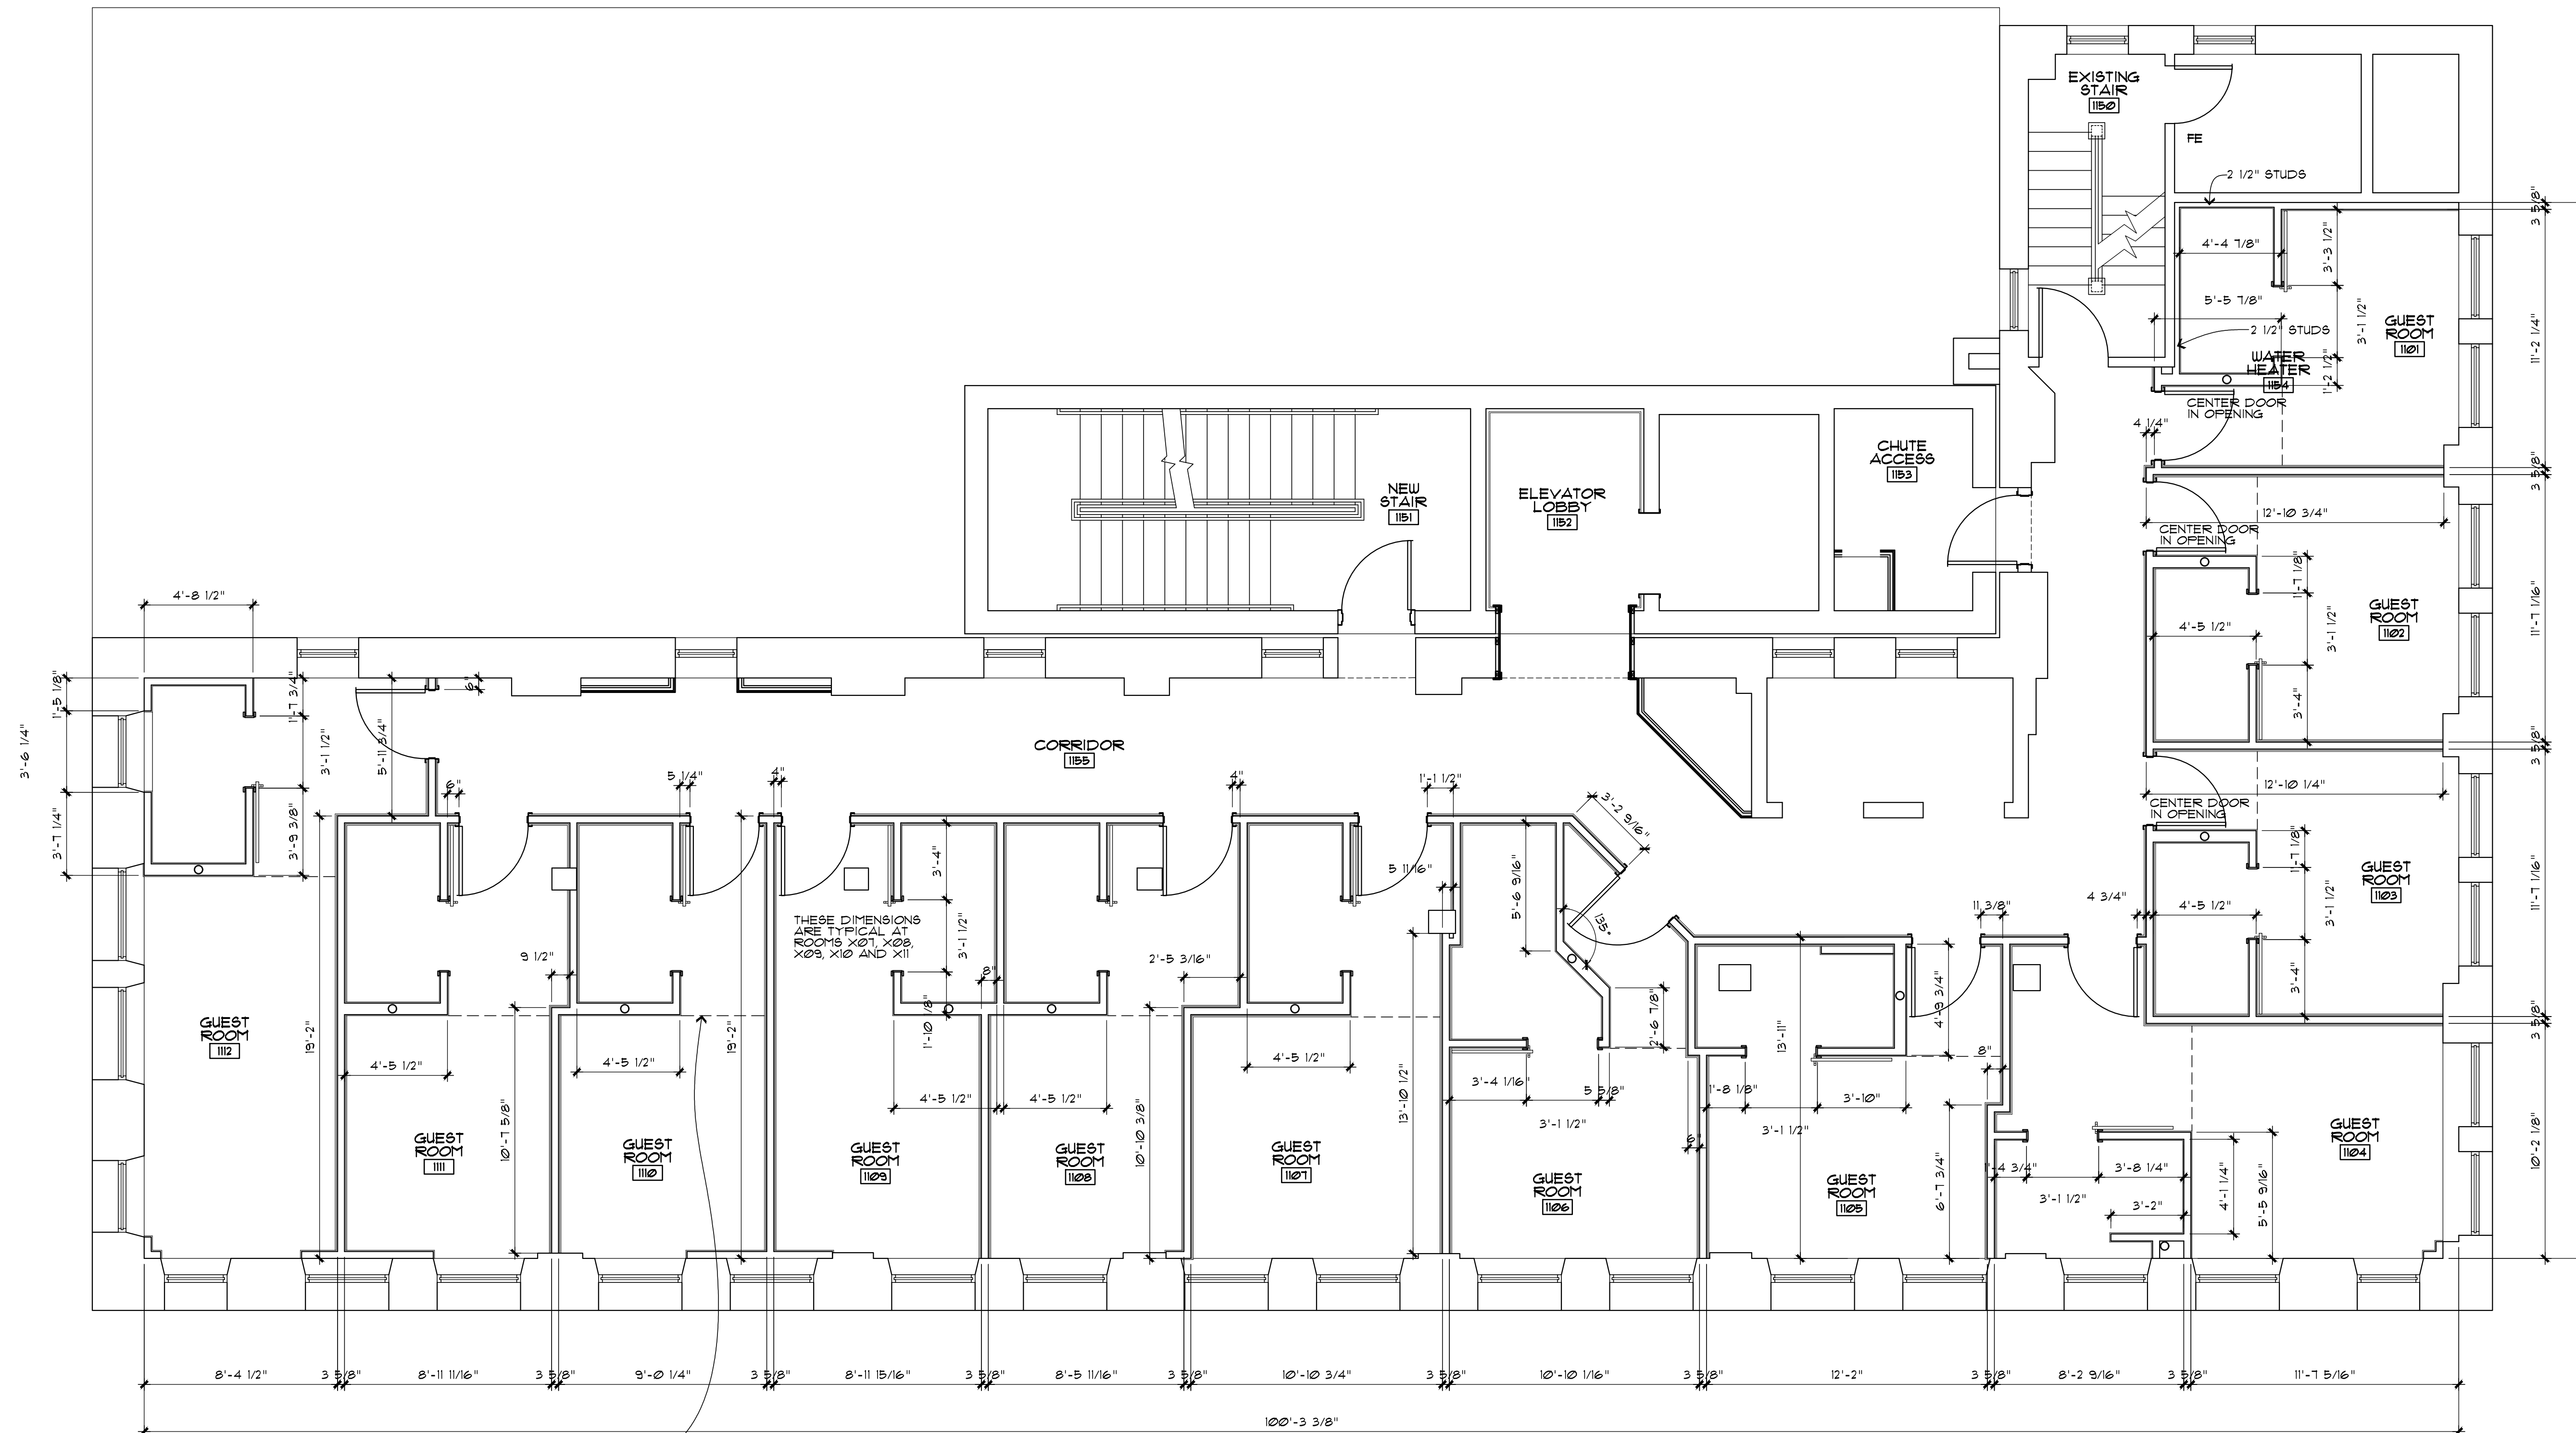 EXISTING
STAIR
1150
FE
2 1/2" STUDS
4'-4 7/8"
3'-3 1/2"
5'-5 7/8"
2 1/2" STUDS
3'-1 1/2"
GUEST
ROOM
1101
WATER
HEATER
1154
1'-2 1/2"
CENTER DOOR
IN OPENING
4 1/4"
3 5/8"
11'-2 1/4"
3 5/8"
CHUTE
ACCESS
1153
NEW
STAIR
1151
ELEVATOR
LOBBY
1152
12'-10 3/4"
CENTER DOOR
IN OPENING
1'-7 1/8"
GUEST
ROOM
1102
4'-5 1/2"
3'-1 1/2"
3'-4"
11'-7 1/16"
3 5/8"
12'-10 1/4"
CENTER DOOR
IN OPENING
1'-7 1/8"
GUEST
ROOM
1103
4 3/4"
4'-5 1/2"
3'-1 1/2"
3'-4"
11'-7 1/16"
3 5/8"
4'-8 1/2"
1'-5 1/8"
3'-6 1/4"
3'-7 1/4"
1'-7 3/4"
3'-1 1/2"
3'-9 3/8"
5'-11 3/4"
6"
CORRIDOR
1155
6"
5 1/4"
4"
4"
1'-1 1/2"
3'-2 9/16"
5 11/16"
5'-6 9/16"
135°
11 3/8"
3'-4"
THESE DIMENSIONS
ARE TYPICAL AT
ROOMS X07, X08,
X09, X10 AND X11
3'-1 1/2"
9 1/2"
8"
2'-5 3/16"
1'-10 1/8"
2'-6 7/8"
13'-11"
4'-9 3/4"
8"
GUEST
ROOM
1112
19'-2"
4'-5 1/2"
4'-5 1/2"
19'-2"
4'-5 1/2"
4'-5 1/2"
4'-5 1/2"
3'-4 1/16"
5 5/8"
3'-1 1/2"
1'-8 1/8"
3'-10"
3'-1 1/2"
10'-7 5/8"
10'-10 3/8"
13'-10 1/2"
6"
6'-7 3/4"
GUEST
ROOM
1111
GUEST
ROOM
1110
GUEST
ROOM
1109
GUEST
ROOM
1108
GUEST
ROOM
1107
GUEST
ROOM
1106
GUEST
ROOM
1105
GUEST
ROOM
1104
1'-4 3/4"
3'-8 1/4"
3'-1 1/2"
3'-2"
4'-1 1/4"
5'-5 9/16"
10'-2 1/8"
8'-4 1/2"
3 5/8"
8'-11 11/16"
3 5/8"
9'-0 1/4"
3 5/8"
8'-11 15/16"
3 5/8"
8'-5 11/16"
3 5/8"
10'-10 3/4"
3 5/8"
10'-10 1/16"
3 5/8"
12'-2"
3 5/8"
8'-2 9/16"
3 5/8"
11'-7 5/16"
100'-3 3/8"